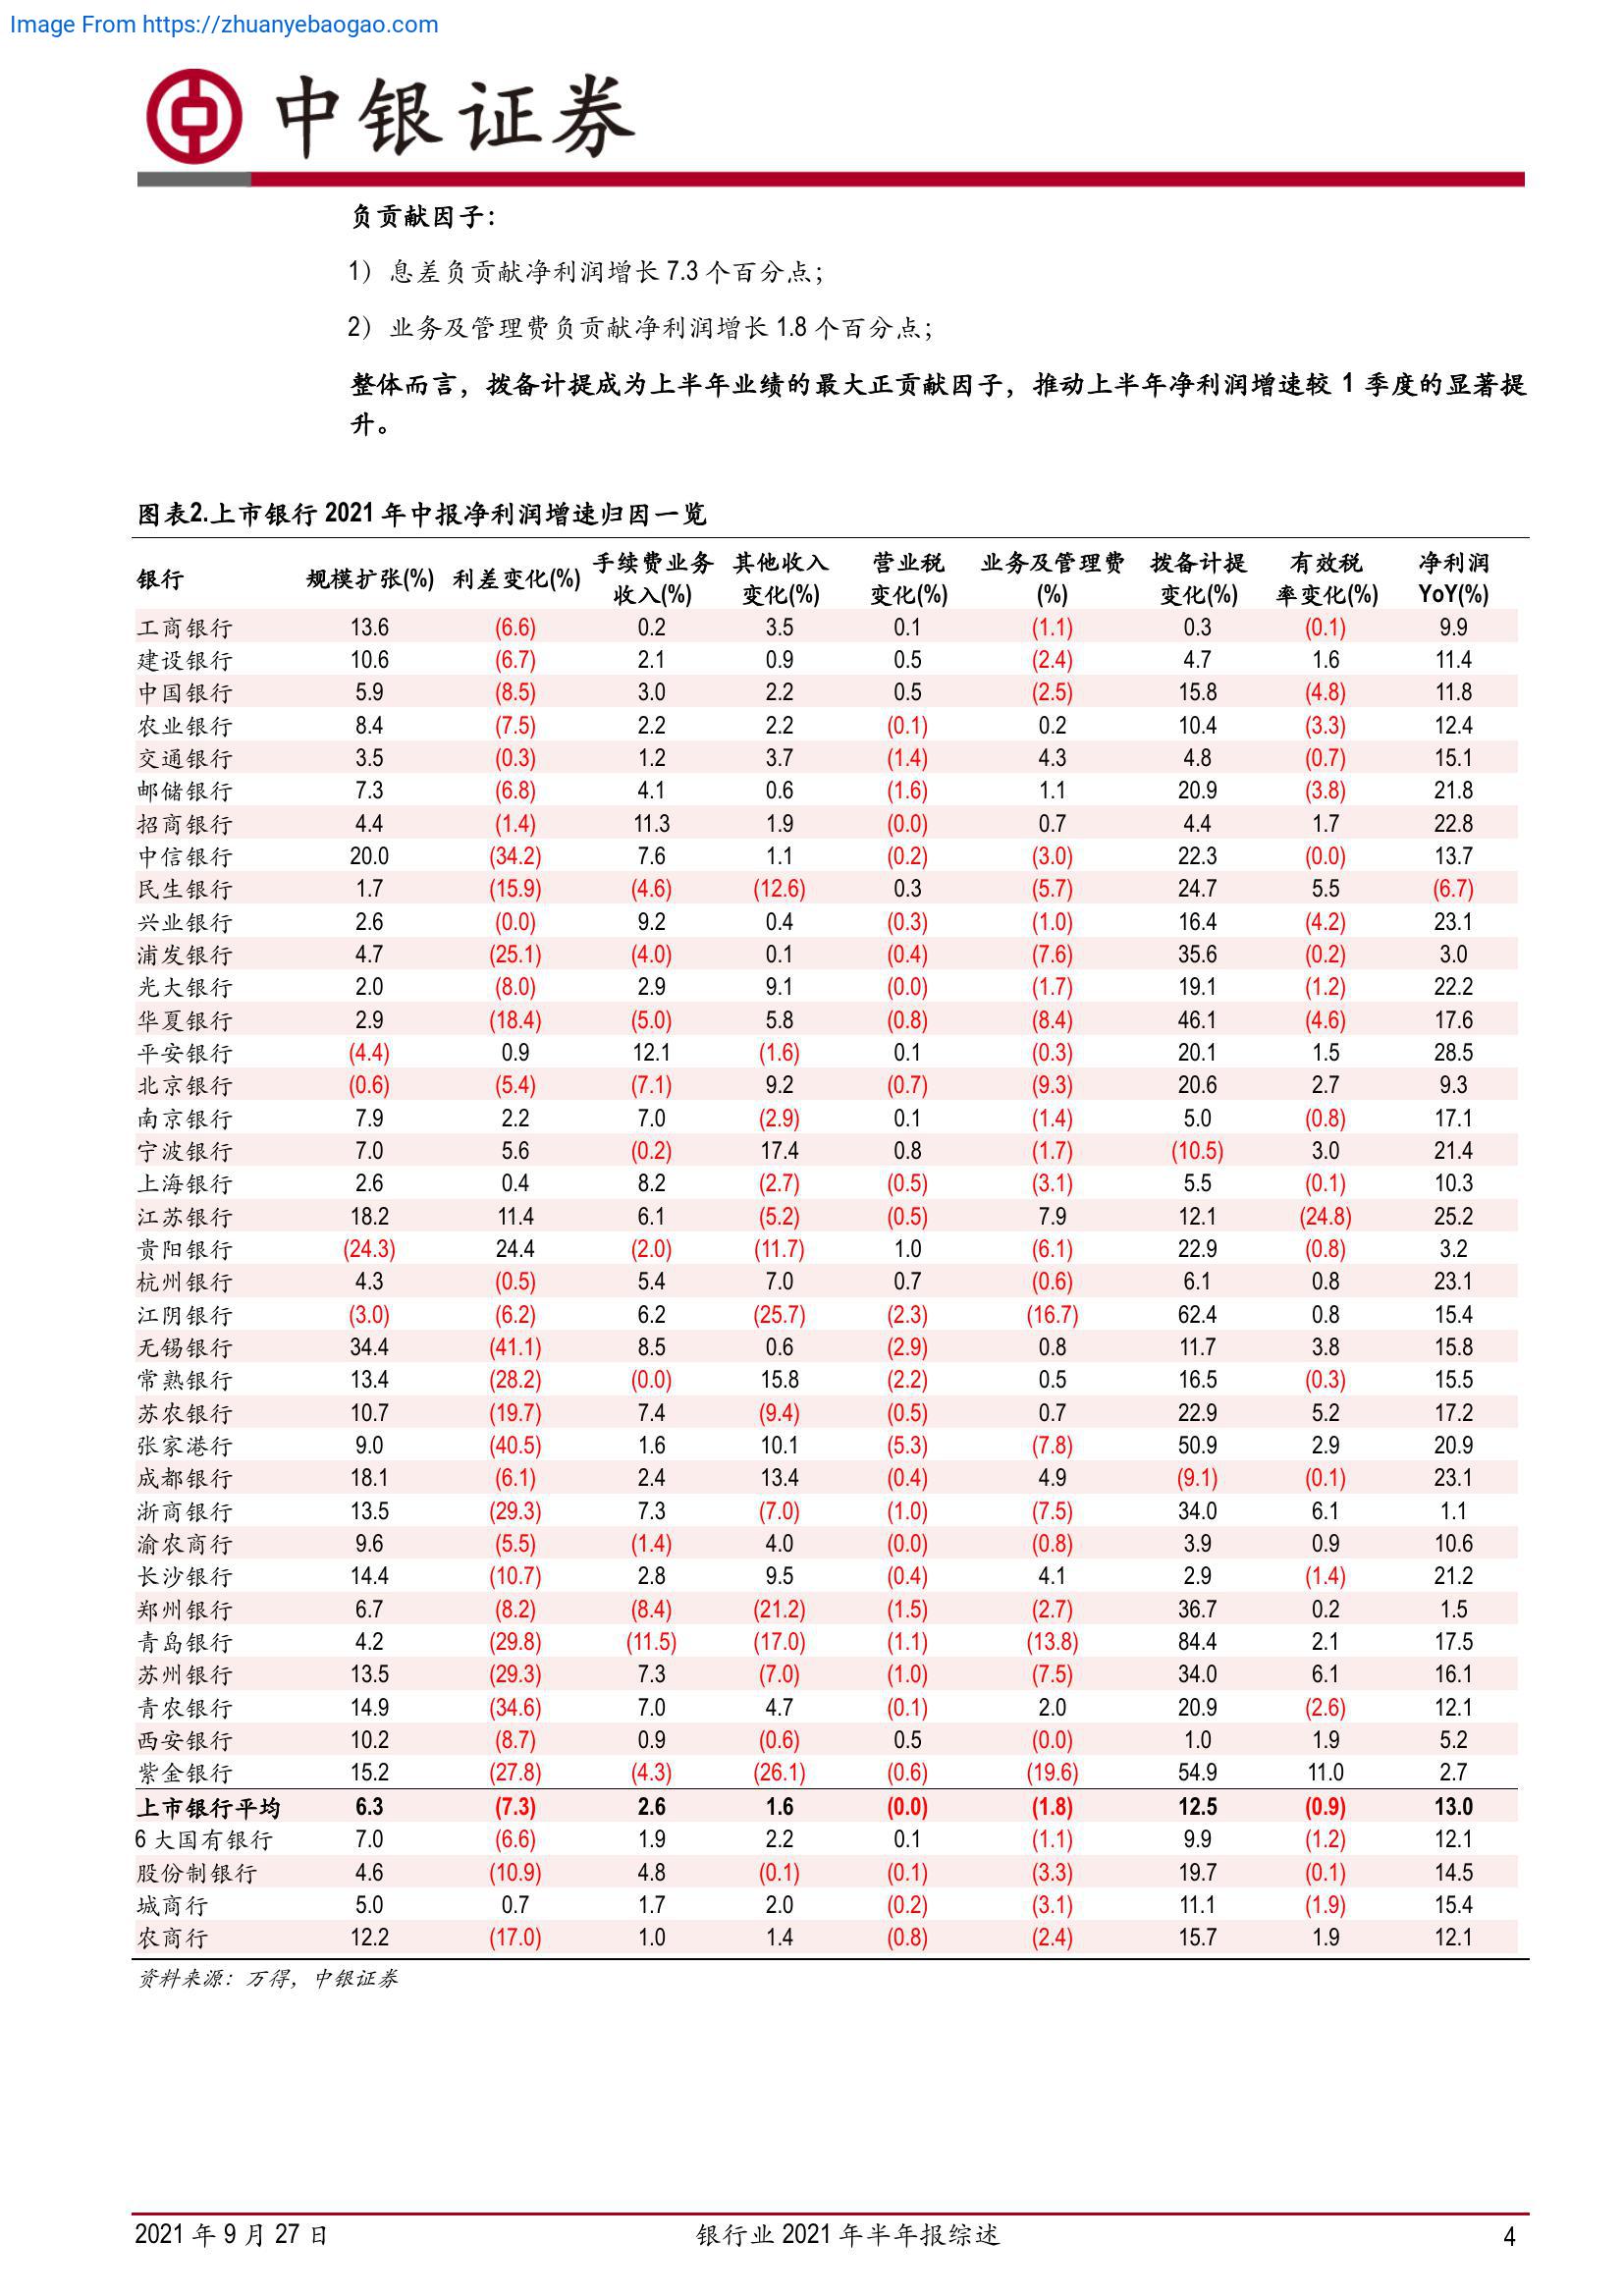 Image From https://zhuanyebaogao.com
中银证券
负贡献因子：
1）息差负贡献净利润增长 7.3 个百分点；
2）业务及管理费负贡献净利润增长 1.8 个百分点；
整体而言，拨备计提成为上半年业绩的最大正贡献因子，推动上半年净利润增速较 1 季度的显著提
升。
图表2.上市银行 2021 年中报净利润增速归因一览
银行 规模扩张(%) 利差变化(%) 手续费业务收入(%) 其他收入变化(%) 营业税变化(%) 业务及管理费(%) 拨备计提变化(%) 有效税率变化(%) 净利润YoY(%)
工商银行 13.6 (6.6) 0.2 3.5 0.1 (1.1) 0.3 (0.1) 9.9
建设银行 10.6 (6.7) 2.1 0.9 0.5 (2.4) 4.7 1.6 11.4
中国银行 5.9 (8.5) 3.0 2.2 0.5 (2.5) 15.8 (4.8) 11.8
农业银行 8.4 (7.5) 2.2 2.2 (0.1) 0.2 10.4 (3.3) 12.4
交通银行 3.5 (0.3) 1.2 3.7 (1.4) 4.3 4.8 (0.7) 15.1
邮储银行 7.3 (6.8) 4.1 0.6 (1.6) 1.1 20.9 (3.8) 21.8
招商银行 4.4 (1.4) 11.3 1.9 (0.0) 0.7 4.4 1.7 22.8
中信银行 20.0 (34.2) 7.6 1.1 (0.2) (3.0) 22.3 (0.0) 13.7
民生银行 1.7 (15.9) (4.6) (12.6) 0.3 (5.7) 24.7 5.5 (6.7)
兴业银行 2.6 (0.0) 9.2 0.4 (0.3) (1.0) 16.4 (4.2) 23.1
浦发银行 4.7 (25.1) (4.0) 0.1 (0.4) (7.6) 35.6 (0.2) 3.0
光大银行 2.0 (8.0) 2.9 9.1 (0.0) (1.7) 19.1 (1.2) 22.2
华夏银行 2.9 (18.4) (5.0) 5.8 (0.8) (8.4) 46.1 (4.6) 17.6
平安银行 (4.4) 0.9 12.1 (1.6) 0.1 (0.3) 20.1 1.5 28.5
北京银行 (0.6) (5.4) (7.1) 9.2 (0.7) (9.3) 20.6 2.7 9.3
南京银行 7.9 2.2 7.0 (2.9) 0.1 (1.4) 5.0 (0.8) 17.1
宁波银行 7.0 5.6 (0.2) 17.4 0.8 (1.7) (10.5) 3.0 21.4
上海银行 2.6 0.4 8.2 (2.7) (0.5) (3.1) 5.5 (0.1) 10.3
江苏银行 18.2 11.4 6.1 (5.2) (0.5) 7.9 12.1 (24.8) 25.2
贵阳银行 (24.3) 24.4 (2.0) (11.7) 1.0 (6.1) 22.9 (0.8) 3.2
杭州银行 4.3 (0.5) 5.4 7.0 0.7 (0.6) 6.1 0.8 23.1
江阴银行 (3.0) (6.2) 6.2 (25.7) (2.3) (16.7) 62.4 0.8 15.4
无锡银行 34.4 (41.1) 8.5 0.6 (2.9) 0.8 11.7 3.8 15.8
常熟银行 13.4 (28.2) (0.0) 15.8 (2.2) 0.5 16.5 (0.3) 15.5
苏农银行 10.7 (19.7) 7.4 (9.4) (0.5) 0.7 22.9 5.2 17.2
张家港行 9.0 (40.5) 1.6 10.1 (5.3) (7.8) 50.9 2.9 20.9
成都银行 18.1 (6.1) 2.4 13.4 (0.4) 4.9 (9.1) (0.1) 23.1
浙商银行 13.5 (29.3) 7.3 (7.0) (1.0) (7.5) 34.0 6.1 1.1
渝农商行 9.6 (5.5) (1.4) 4.0 (0.0) (0.8) 3.9 0.9 10.6
长沙银行 14.4 (10.7) 2.8 9.5 (0.4) 4.1 2.9 (1.4) 21.2
郑州银行 6.7 (8.2) (8.4) (21.2) (1.5) (2.7) 36.7 0.2 1.5
青岛银行 4.2 (29.8) (11.5) (17.0) (1.1) (13.8) 84.4 2.1 17.5
苏州银行 13.5 (29.3) 7.3 (7.0) (1.0) (7.5) 34.0 6.1 16.1
青农银行 14.9 (34.6) 7.0 4.7 (0.1) 2.0 20.9 (2.6) 12.1
西安银行 10.2 (8.7) 0.9 (0.6) 0.5 (0.0) 1.0 1.9 5.2
紫金银行 15.2 (27.8) (4.3) (26.1) (0.6) (19.6) 54.9 11.0 2.7
上市银行平均 6.3 (7.3) 2.6 1.6 (0.0) (1.8) 12.5 (0.9) 13.0
6 大国有银行 7.0 (6.6) 1.9 2.2 0.1 (1.1) 9.9 (1.2) 12.1
股份制银行 4.6 (10.9) 4.8 (0.1) (0.1) (3.3) 19.7 (0.1) 14.5
城商行 5.0 0.7 1.7 2.0 (0.2) (3.1) 11.1 (1.9) 15.4
农商行 12.2 (17.0) 1.0 1.4 (0.8) (2.4) 15.7 1.9 12.1
资料来源：万得，中银证券
2021 年 9 月 27 日 银行业 2021 年半年报综述 4